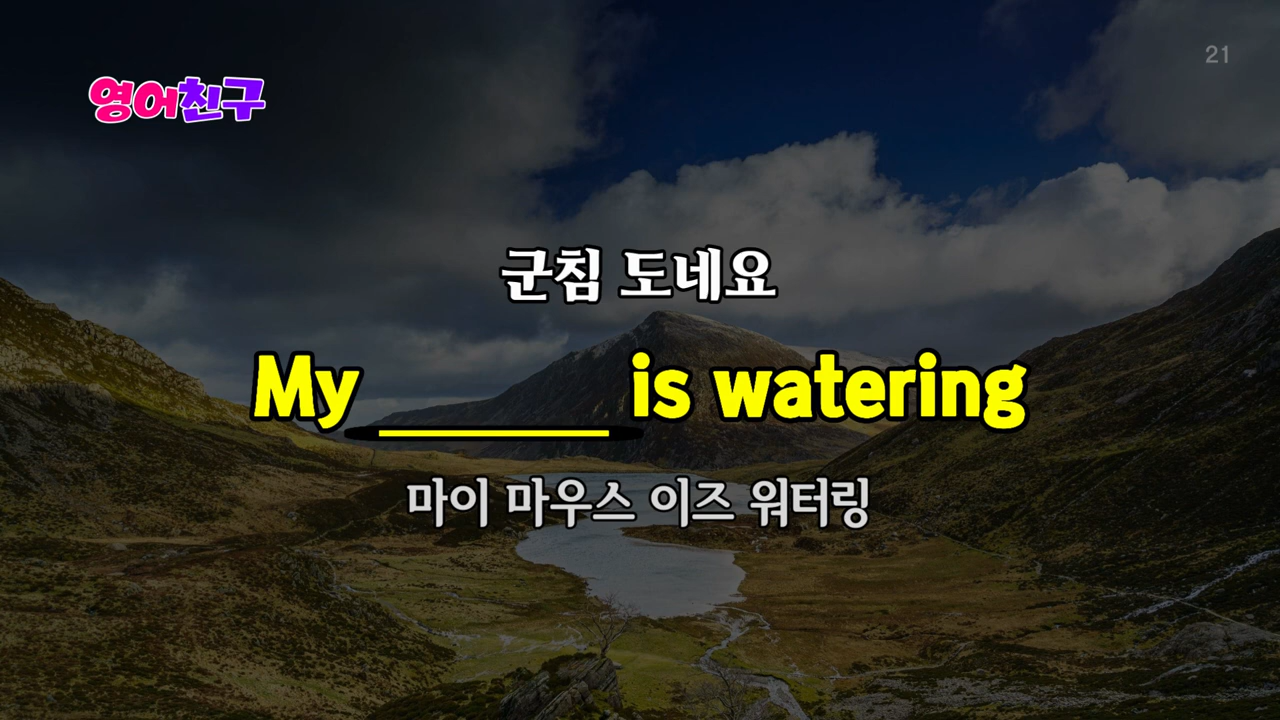 21
영어친구
군침 도네요
My ______ is watering
마이 마우스 이즈 워터링